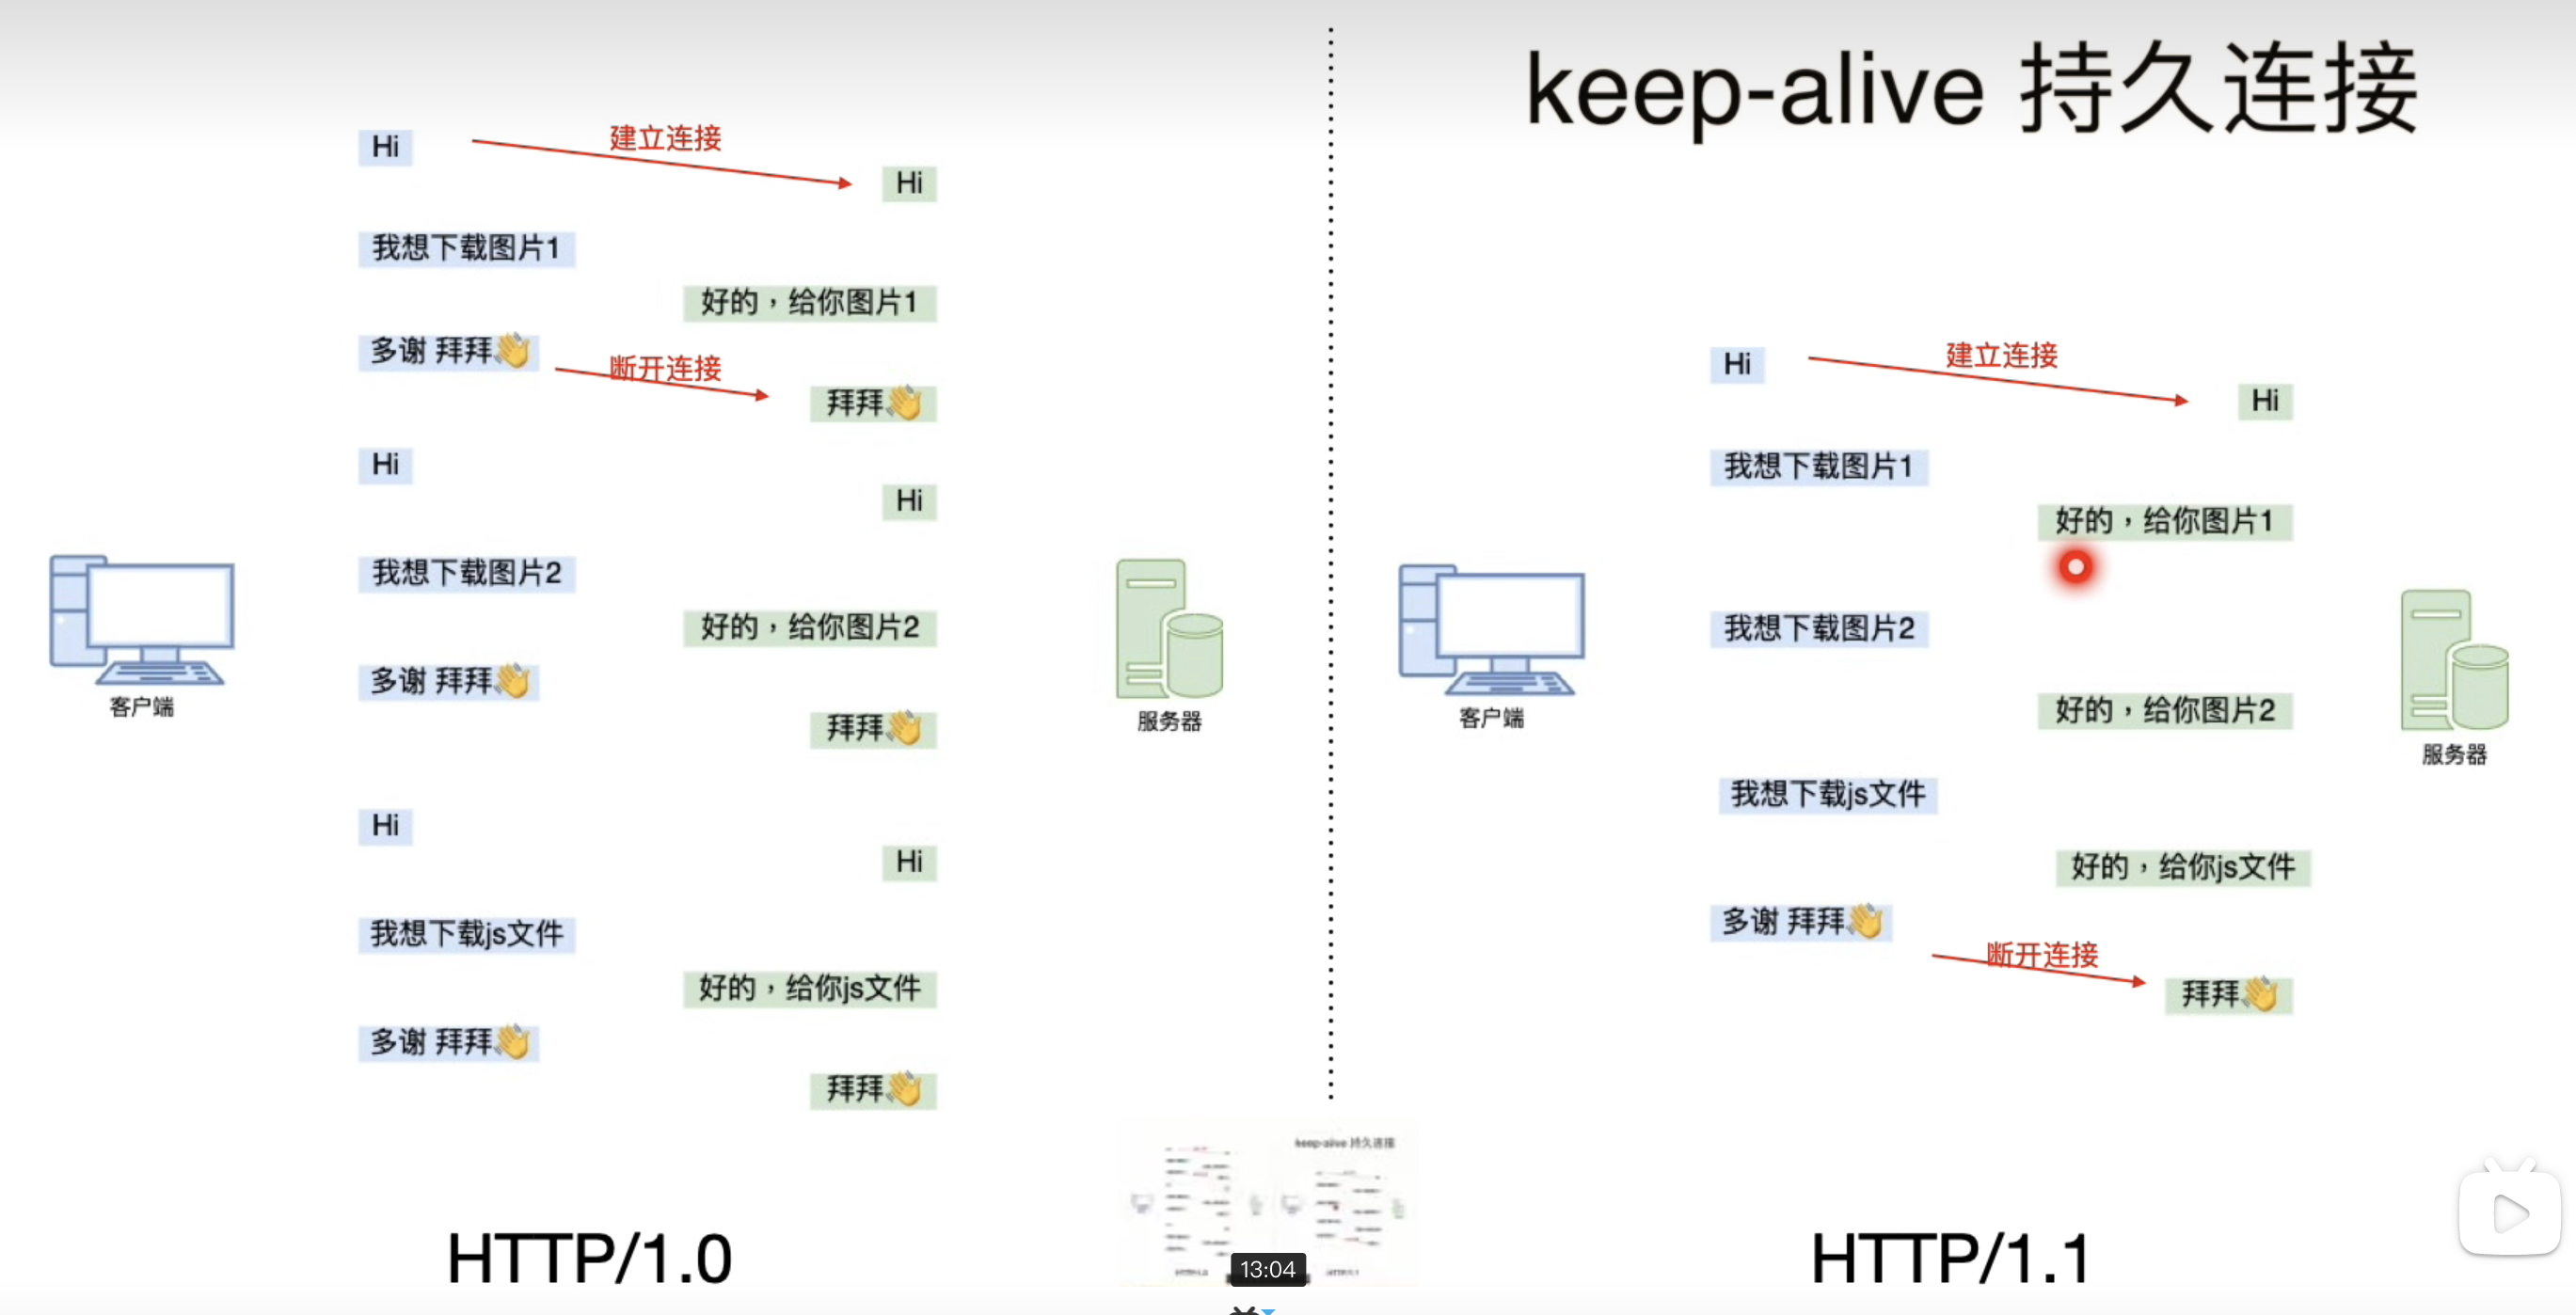 keep-alive 持久连接
Hi
建立连接
Hi
我想下载图片1
好的，给你图片1
多谢 拜拜👋
断开连接
拜拜👋
Hi
Hi
我想下载图片2
好的，给你图片2
多谢 拜拜👋
拜拜👋
Hi
Hi
我想下载js文件
好的，给你js文件
多谢 拜拜👋
拜拜👋
客户端
服务器
HTTP/1.0
Hi
建立连接
Hi
我想下载图片1
好的，给你图片1
我想下载图片2
好的，给你图片2
我想下载js文件
好的，给你js文件
多谢 拜拜👋
断开连接
拜拜👋
客户端
服务器
HTTP/1.1
keep-alive 持久连接
13:04